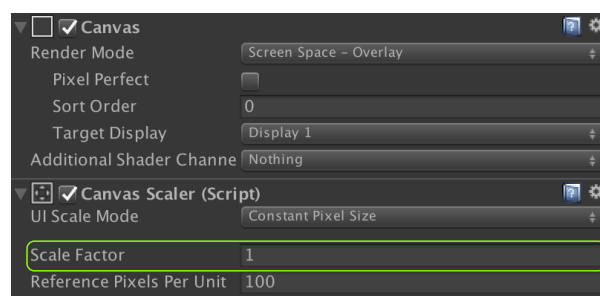 Canvas
Render Mode Screen Space – Overlay
Pixel Perfect
Sort Order 0
Target Display Display 1
Additional Shader Channe Nothing
Canvas Scaler (Script)
UI Scale Mode Constant Pixel Size
Scale Factor 1
Reference Pixels Per Unit 100